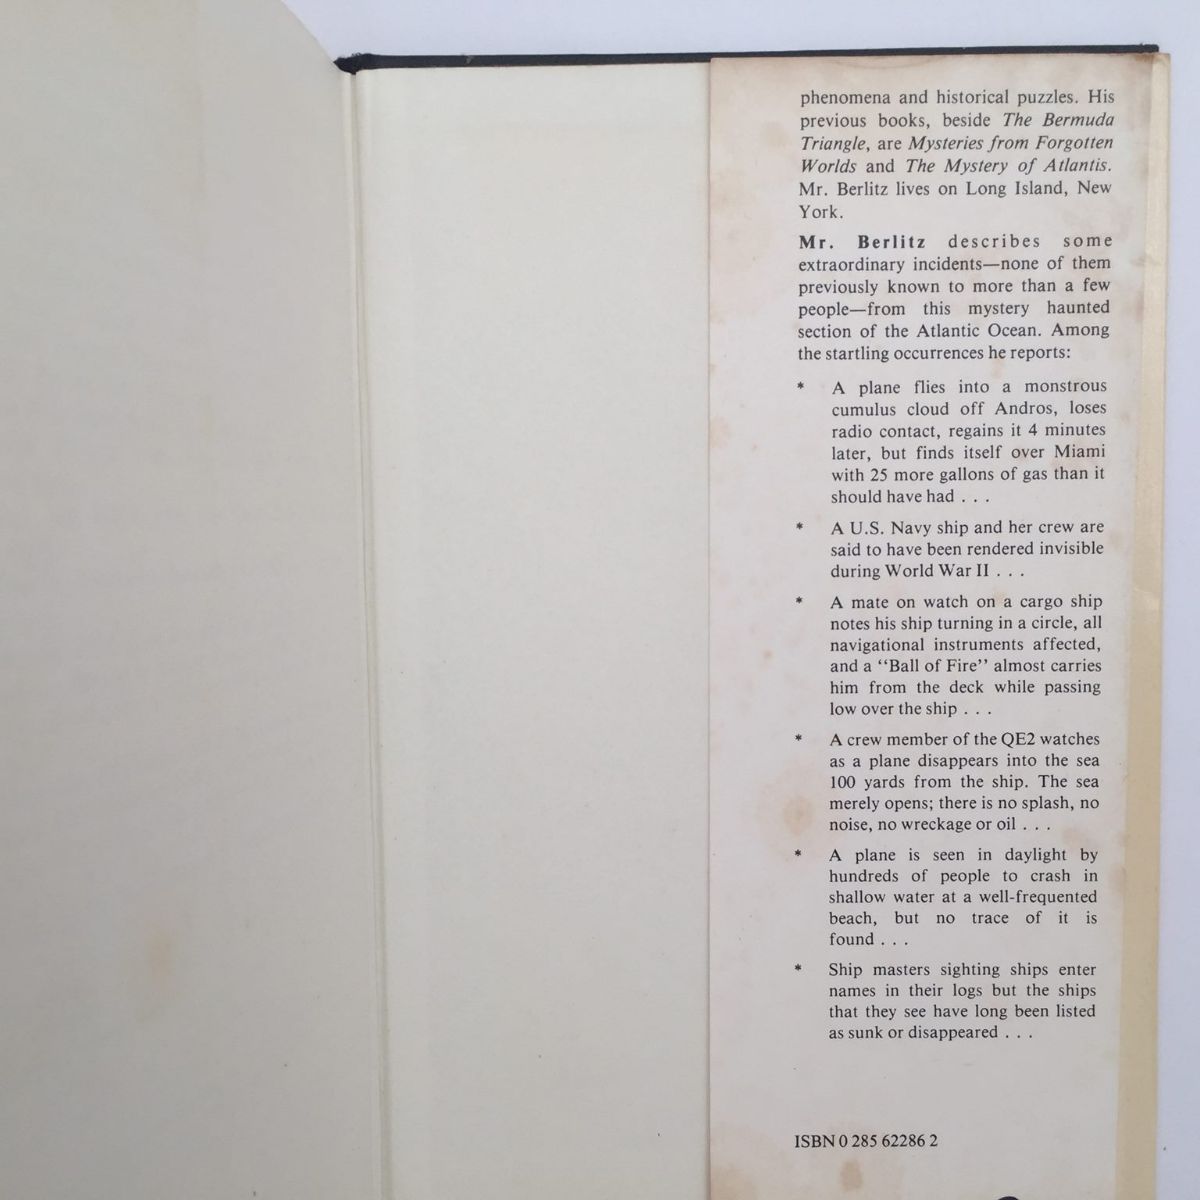 phenomena and historical puzzles. His
previous books, beside The Bermuda
Triangle, are Mysteries from Forgotten
Worlds and The Mystery of Atlantis.
Mr. Berlitz lives on Long Island, New
York.
Mr. Berlitz describes some
extraordinary incidents—none of them
previously known to more than a few
people—from this mystery haunted
section of the Atlantic Ocean. Among
the startling occurrences he reports:
* A plane flies into a monstrous
cumulus cloud off Andros, loses
radio contact, regains it 4 minutes
later, but finds itself over Miami
with 25 more gallons of gas than it
should have had . . .
* A U.S. Navy ship and her crew are
said to have been rendered invisible
during World War II . . .
* A mate on watch on a cargo ship
notes his ship turning in a circle, all
navigational instruments affected,
and a “Ball of Fire” almost carries
him from the deck while passing
low over the ship . . .
* A crew member of the QE2 watches
as a plane disappears into the sea
100 yards from the ship. The sea
merely opens; there is no splash, no
noise, no wreckage or oil . . .
* A plane is seen in daylight by
hundreds of people to crash in
shallow water at a well-frequented
beach, but no trace of it is
found . . .
* Ship masters sighting ships enter
names in their logs but the ships
that they see have long been listed
as sunk or disappeared . . .
ISBN 0 285 62286 2